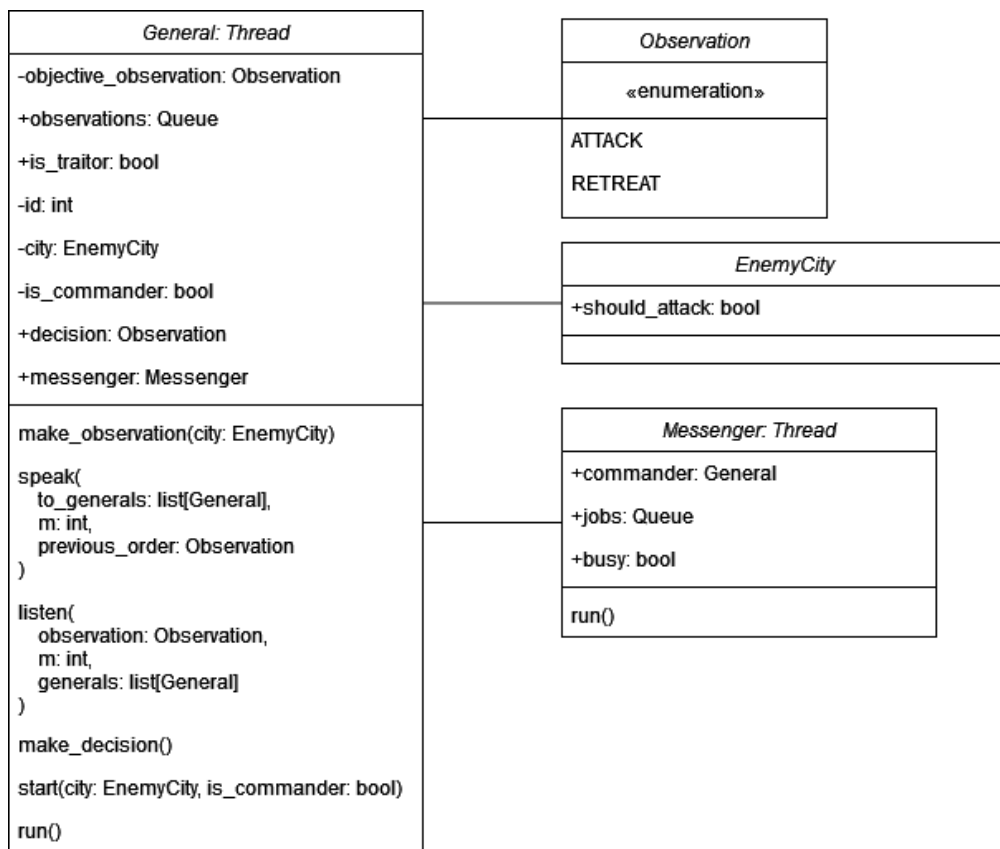 General: Thread
-objective_observation: Observation
+observations: Queue
+is_traitor: bool
-id: int
-city: EnemyCity
-is_commander: bool
+decision: Observation
+messenger: Messenger
make_observation(city: EnemyCity)
speak(
to_generals: list[General],
m: int,
previous_order: Observation
)
listen(
observation: Observation,
m: int,
generals: list[General]
)
make_decision()
start(city: EnemyCity, is_commander: bool)
run()
Observation
«enumeration»
ATTACK
RETREAT
EnemyCity
+should_attack: bool
Messenger: Thread
+commander: General
+jobs: Queue
+busy: bool
run()